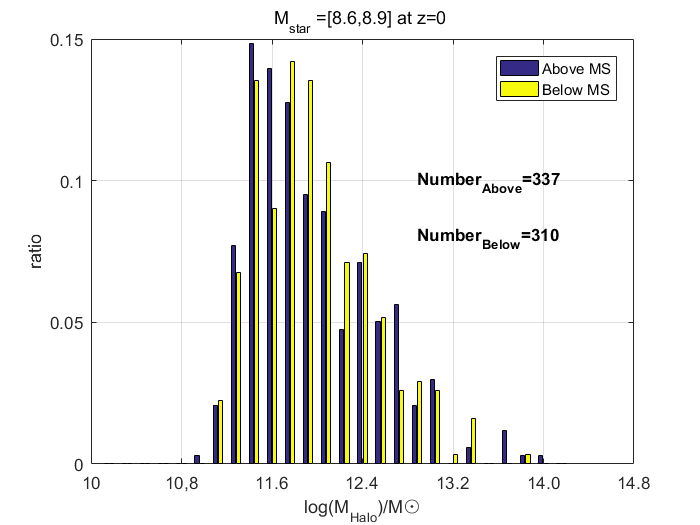 M_star =[8.6,8.9] at z=0
0.15
Above MS
Below MS
0.1
Number_Above=337
Number_Below=310
ratio
0.05
0
10 10,8 11.6 12.4 13.2 14.0 14.8
log(M_Halo)/M☉